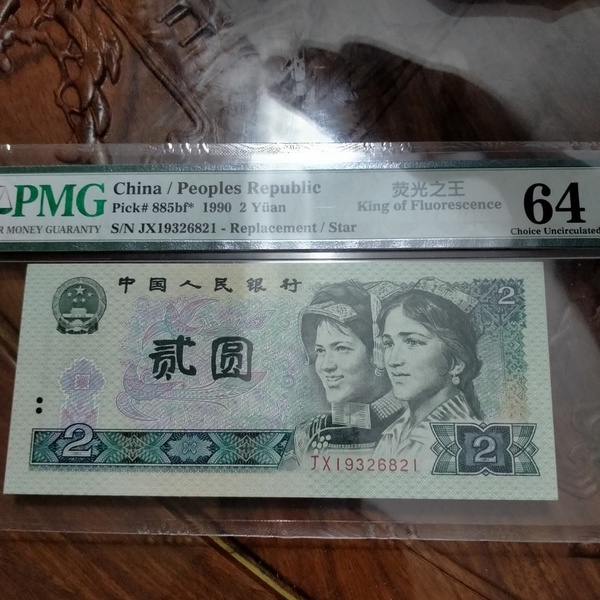 PMG
R MONEY GUARANTY
China / Peoples Republic
Pick# 885bf* 1990 2 Yüan
S/N JX19326821 - Replacement / Star
荧光之王
King of Fluorescence
64
Choice Uncirculated
中国人民银行
贰圆
2
2
2
JX19326821